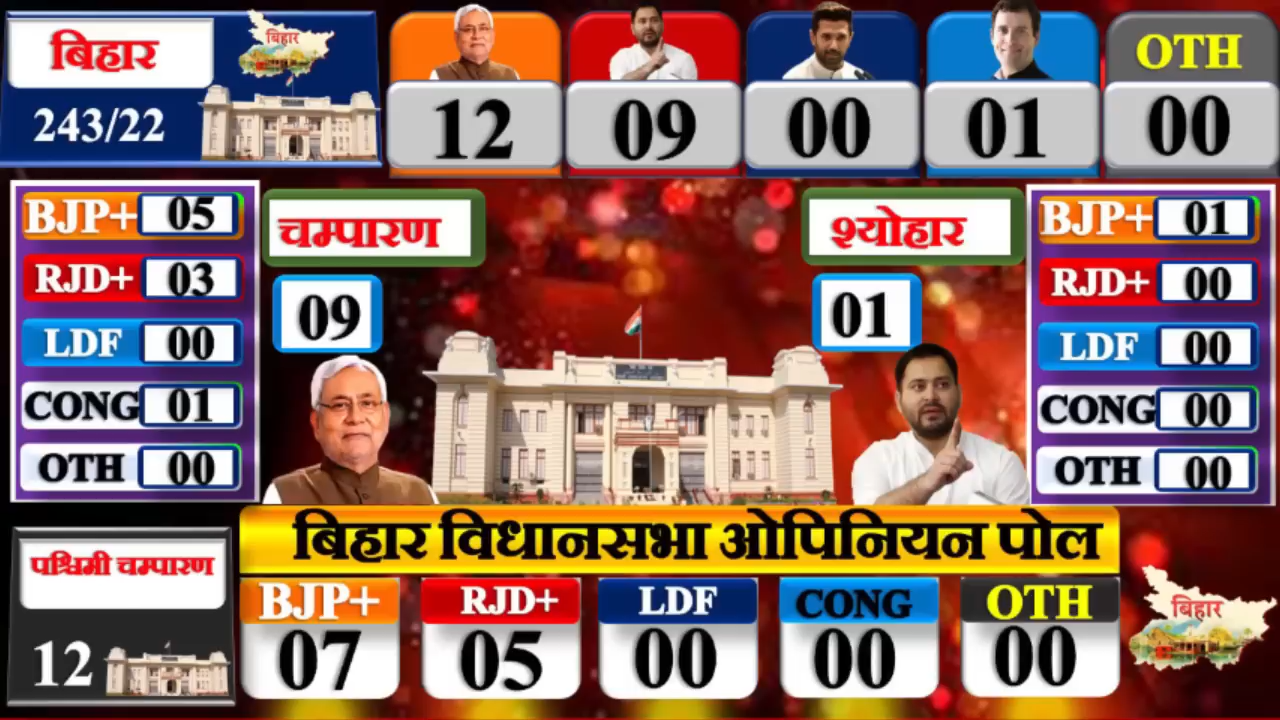 बिहार
243/22
बिहार
12
09
00
01
OTH
00
BJP+ 05
RJD+ 03
LDF 00
CONG 01
OTH 00
चम्पारण
09
श्योहार
01
BJP+ 01
RJD+ 00
LDF 00
CONG 00
OTH 00
बिहार विधानसभा ओपिनियन पोल
पश्चिमी चम्पारण
12
BJP+
07
RJD+
05
LDF
00
CONG
00
OTH
00
बिहार